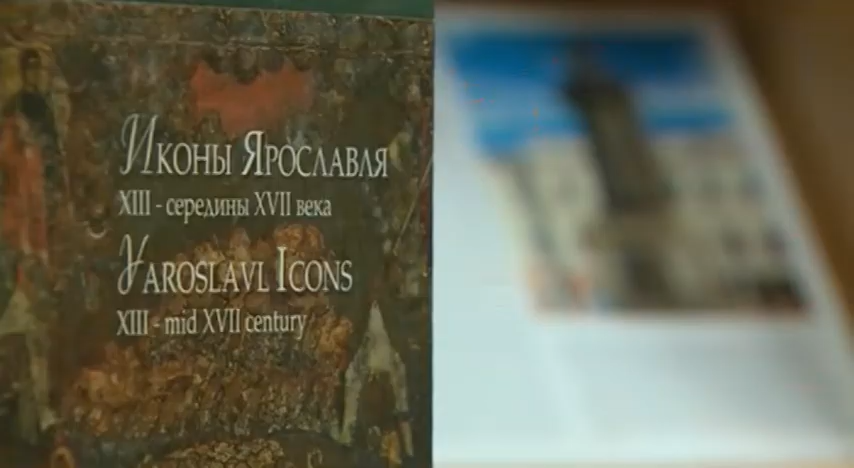 Иконы Ярославля
XIII - середины XVII века
Yaroslavl Icons
XIII - mid XVII century